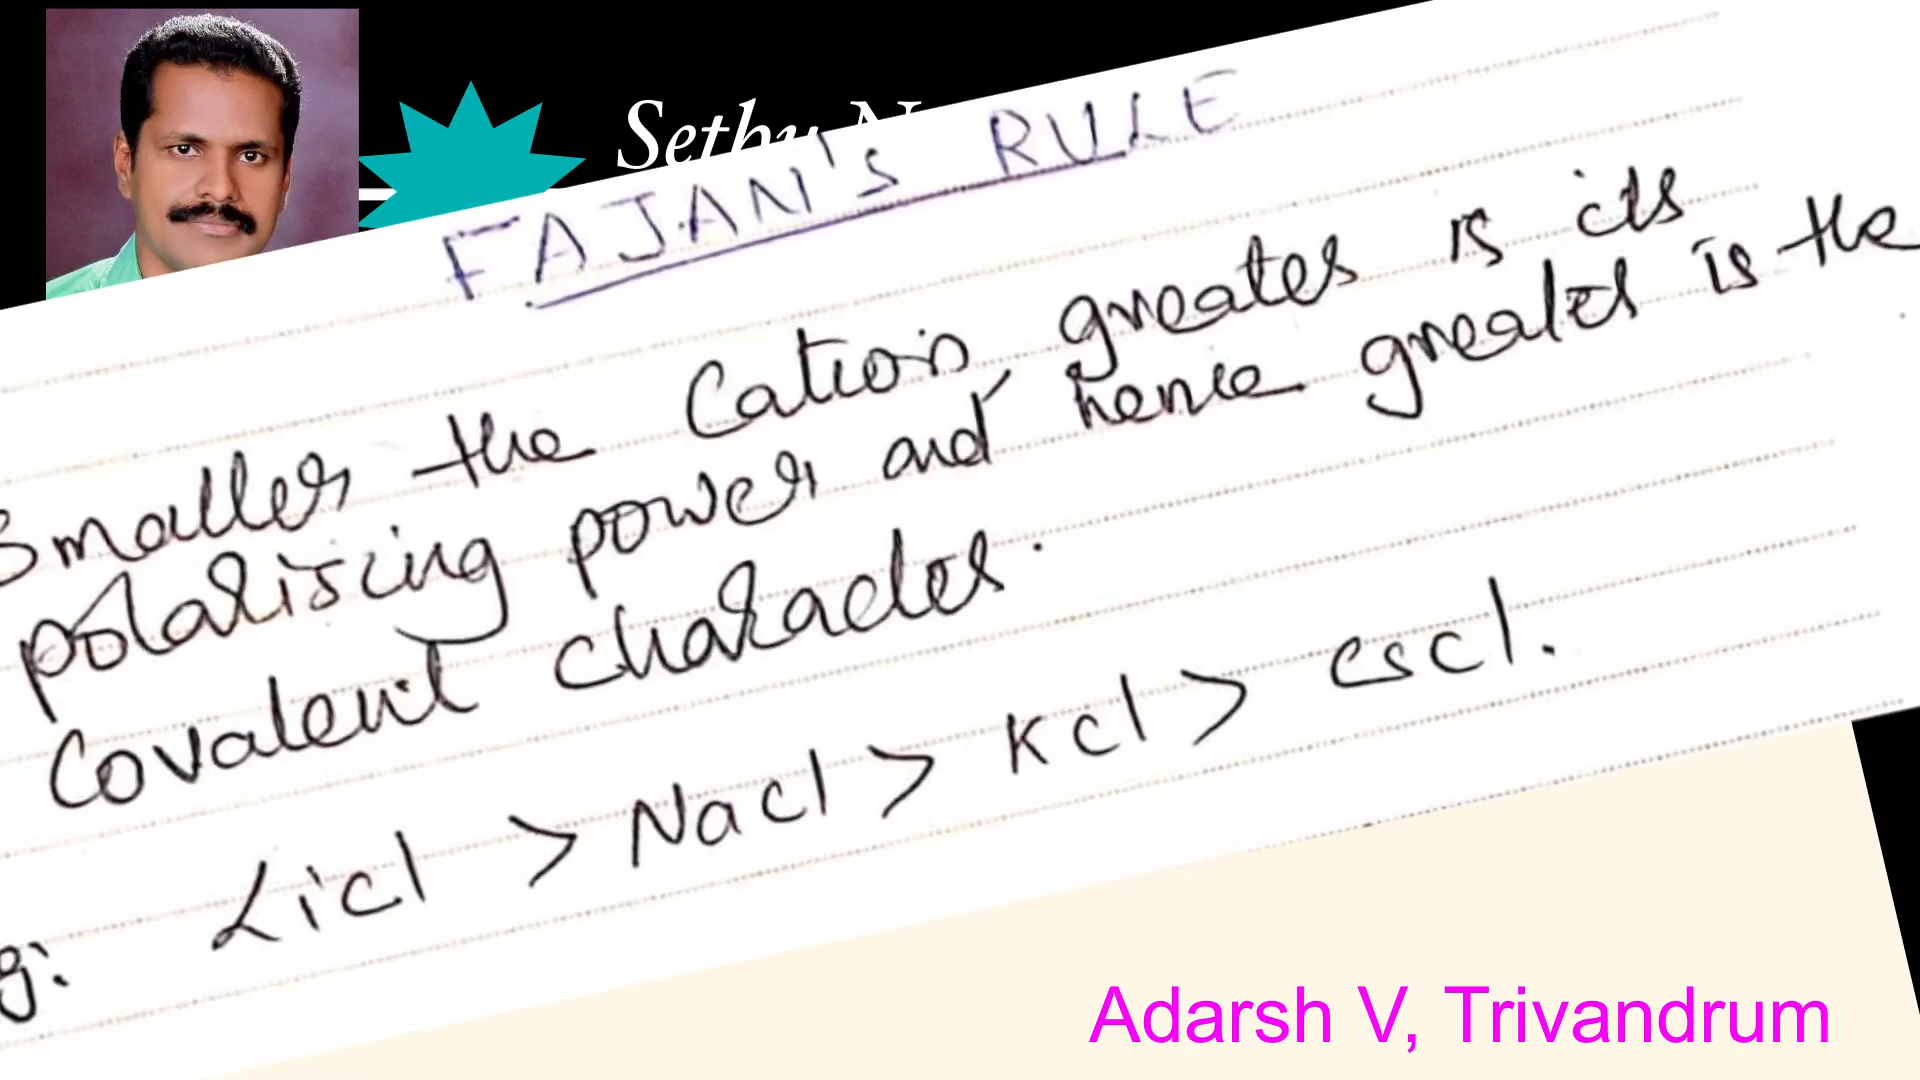 Sethu
FAJAN's RULE
Smaller the Cation, greater is its
polarising power and hence greater is the
Covalent character.
g: Licl > Nacl > Kcl > cscl.
Adarsh V, Trivandrum